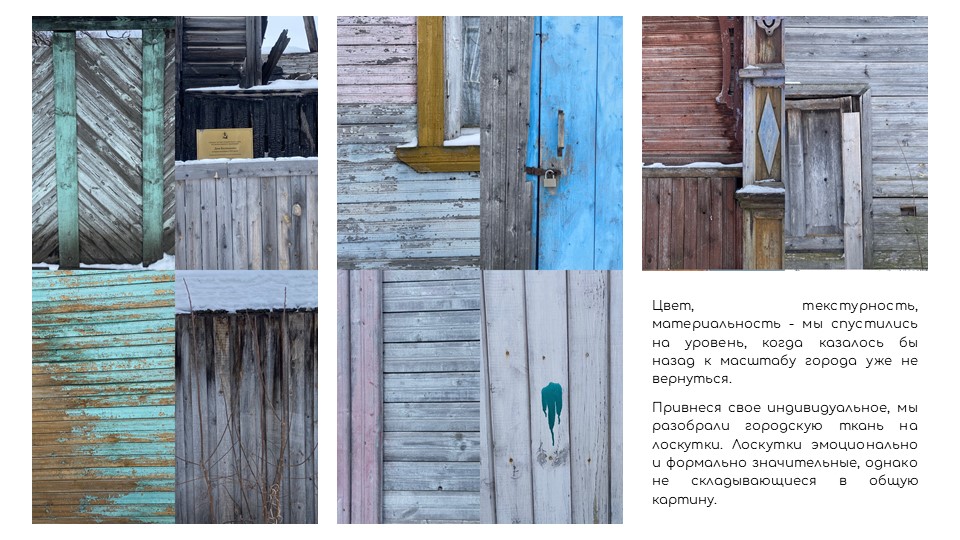 Цвет, текстурность,
материальность - мы спустились
на уровень, когда казалось бы
назад к масштабу города уже не
вернуться.
Привнеся свое индивидуальное, мы
разобрали городскую ткань на
лоскутки. Лоскутки эмоционально
и формально значительные, однако
не складывающиеся в общую
картину.